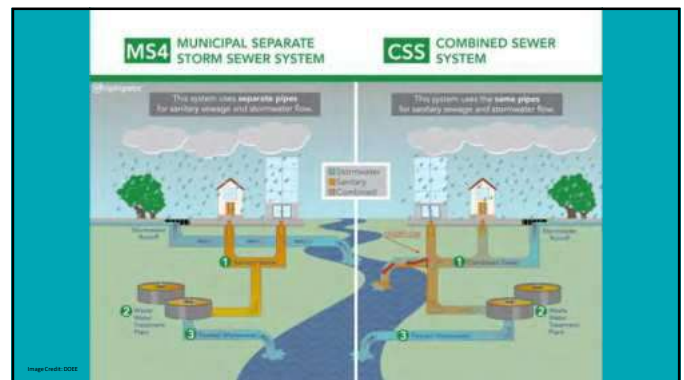 MS4
MUNICIPAL SEPARATE
STORM SEWER SYSTEM
CSS
COMBINED SEWER
SYSTEM
This system uses separate pipes
for sanitary sewage and stormwater flow.
This system uses the same pipes
for sanitary sewage and stormwater flow.
Stormwater
Sanitary
Combined
Stormwater
Runoff
1
Stormwater
Runoff
1 Combined Sewer
2 Waste
Water
Treatment
Plant
2 Waste
Water
Treatment
Plant
3 Treated Wastewater
3 Treated Wastewater
Image Credit: DOEE